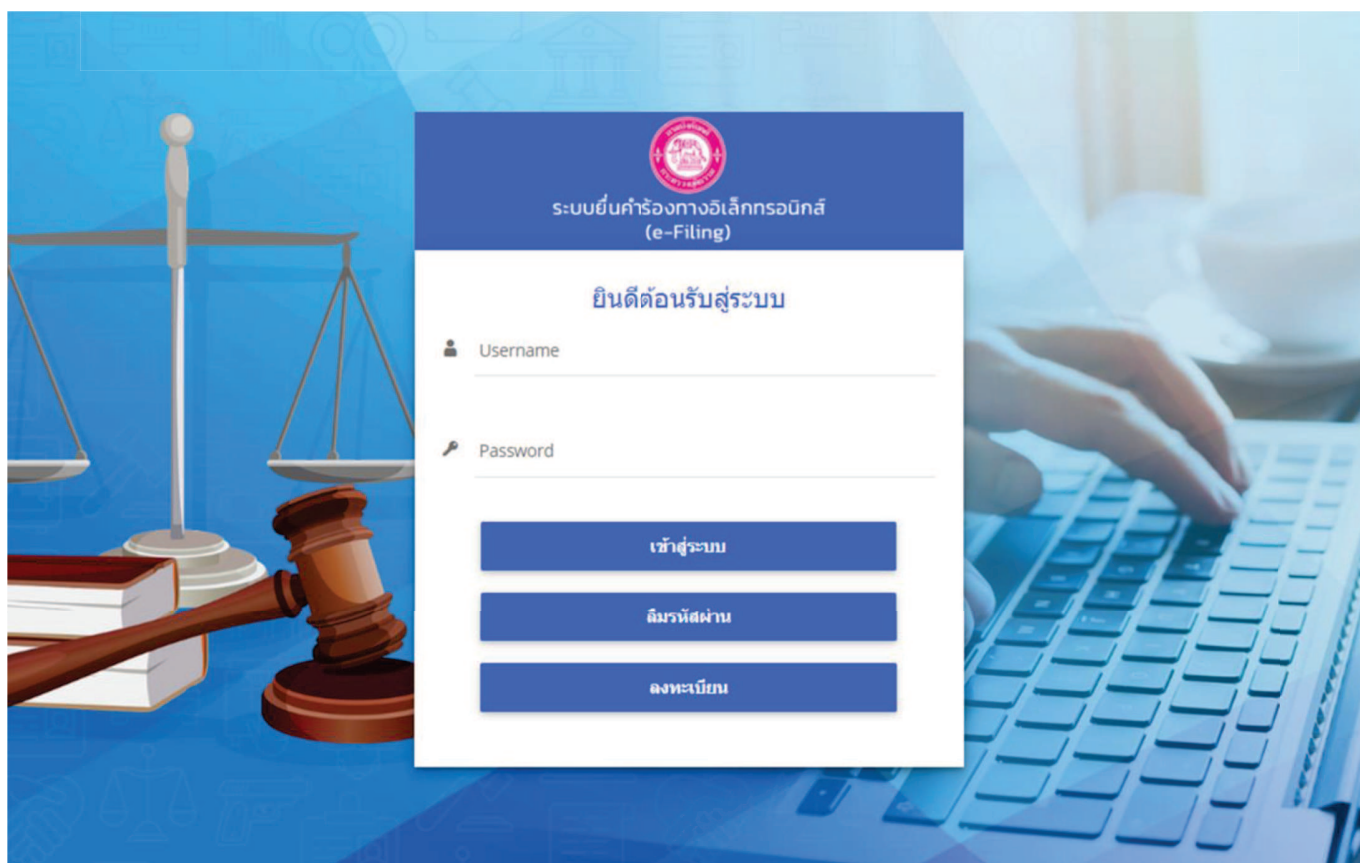 ระบบยื่นคำร้องทางอิเล็กทรอนิกส์
(e-Filing)
ยินดีต้อนรับสู่ระบบ
Username
Password
เข้าสู่ระบบ
ลืมรหัสผ่าน
ลงทะเบียน